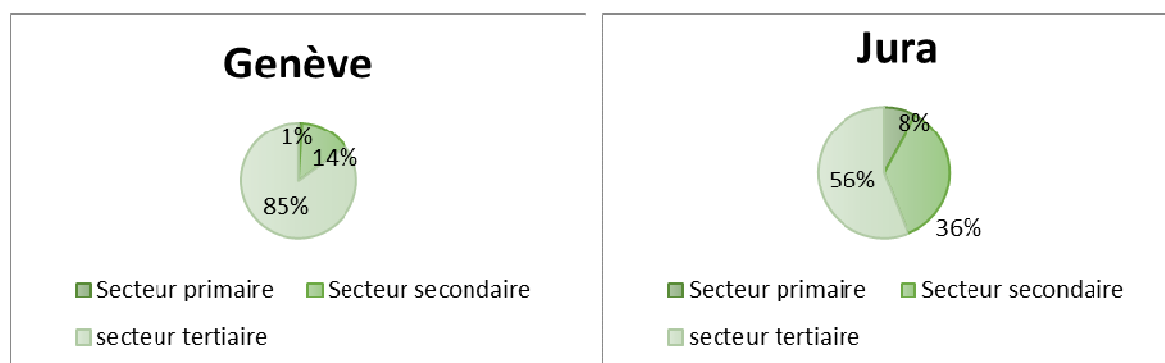 Genève
1%
14%
85%
Secteur primaire
Secteur secondaire
secteur tertiaire
Jura
8%
56%
36%
Secteur primaire
Secteur secondaire
secteur tertiaire